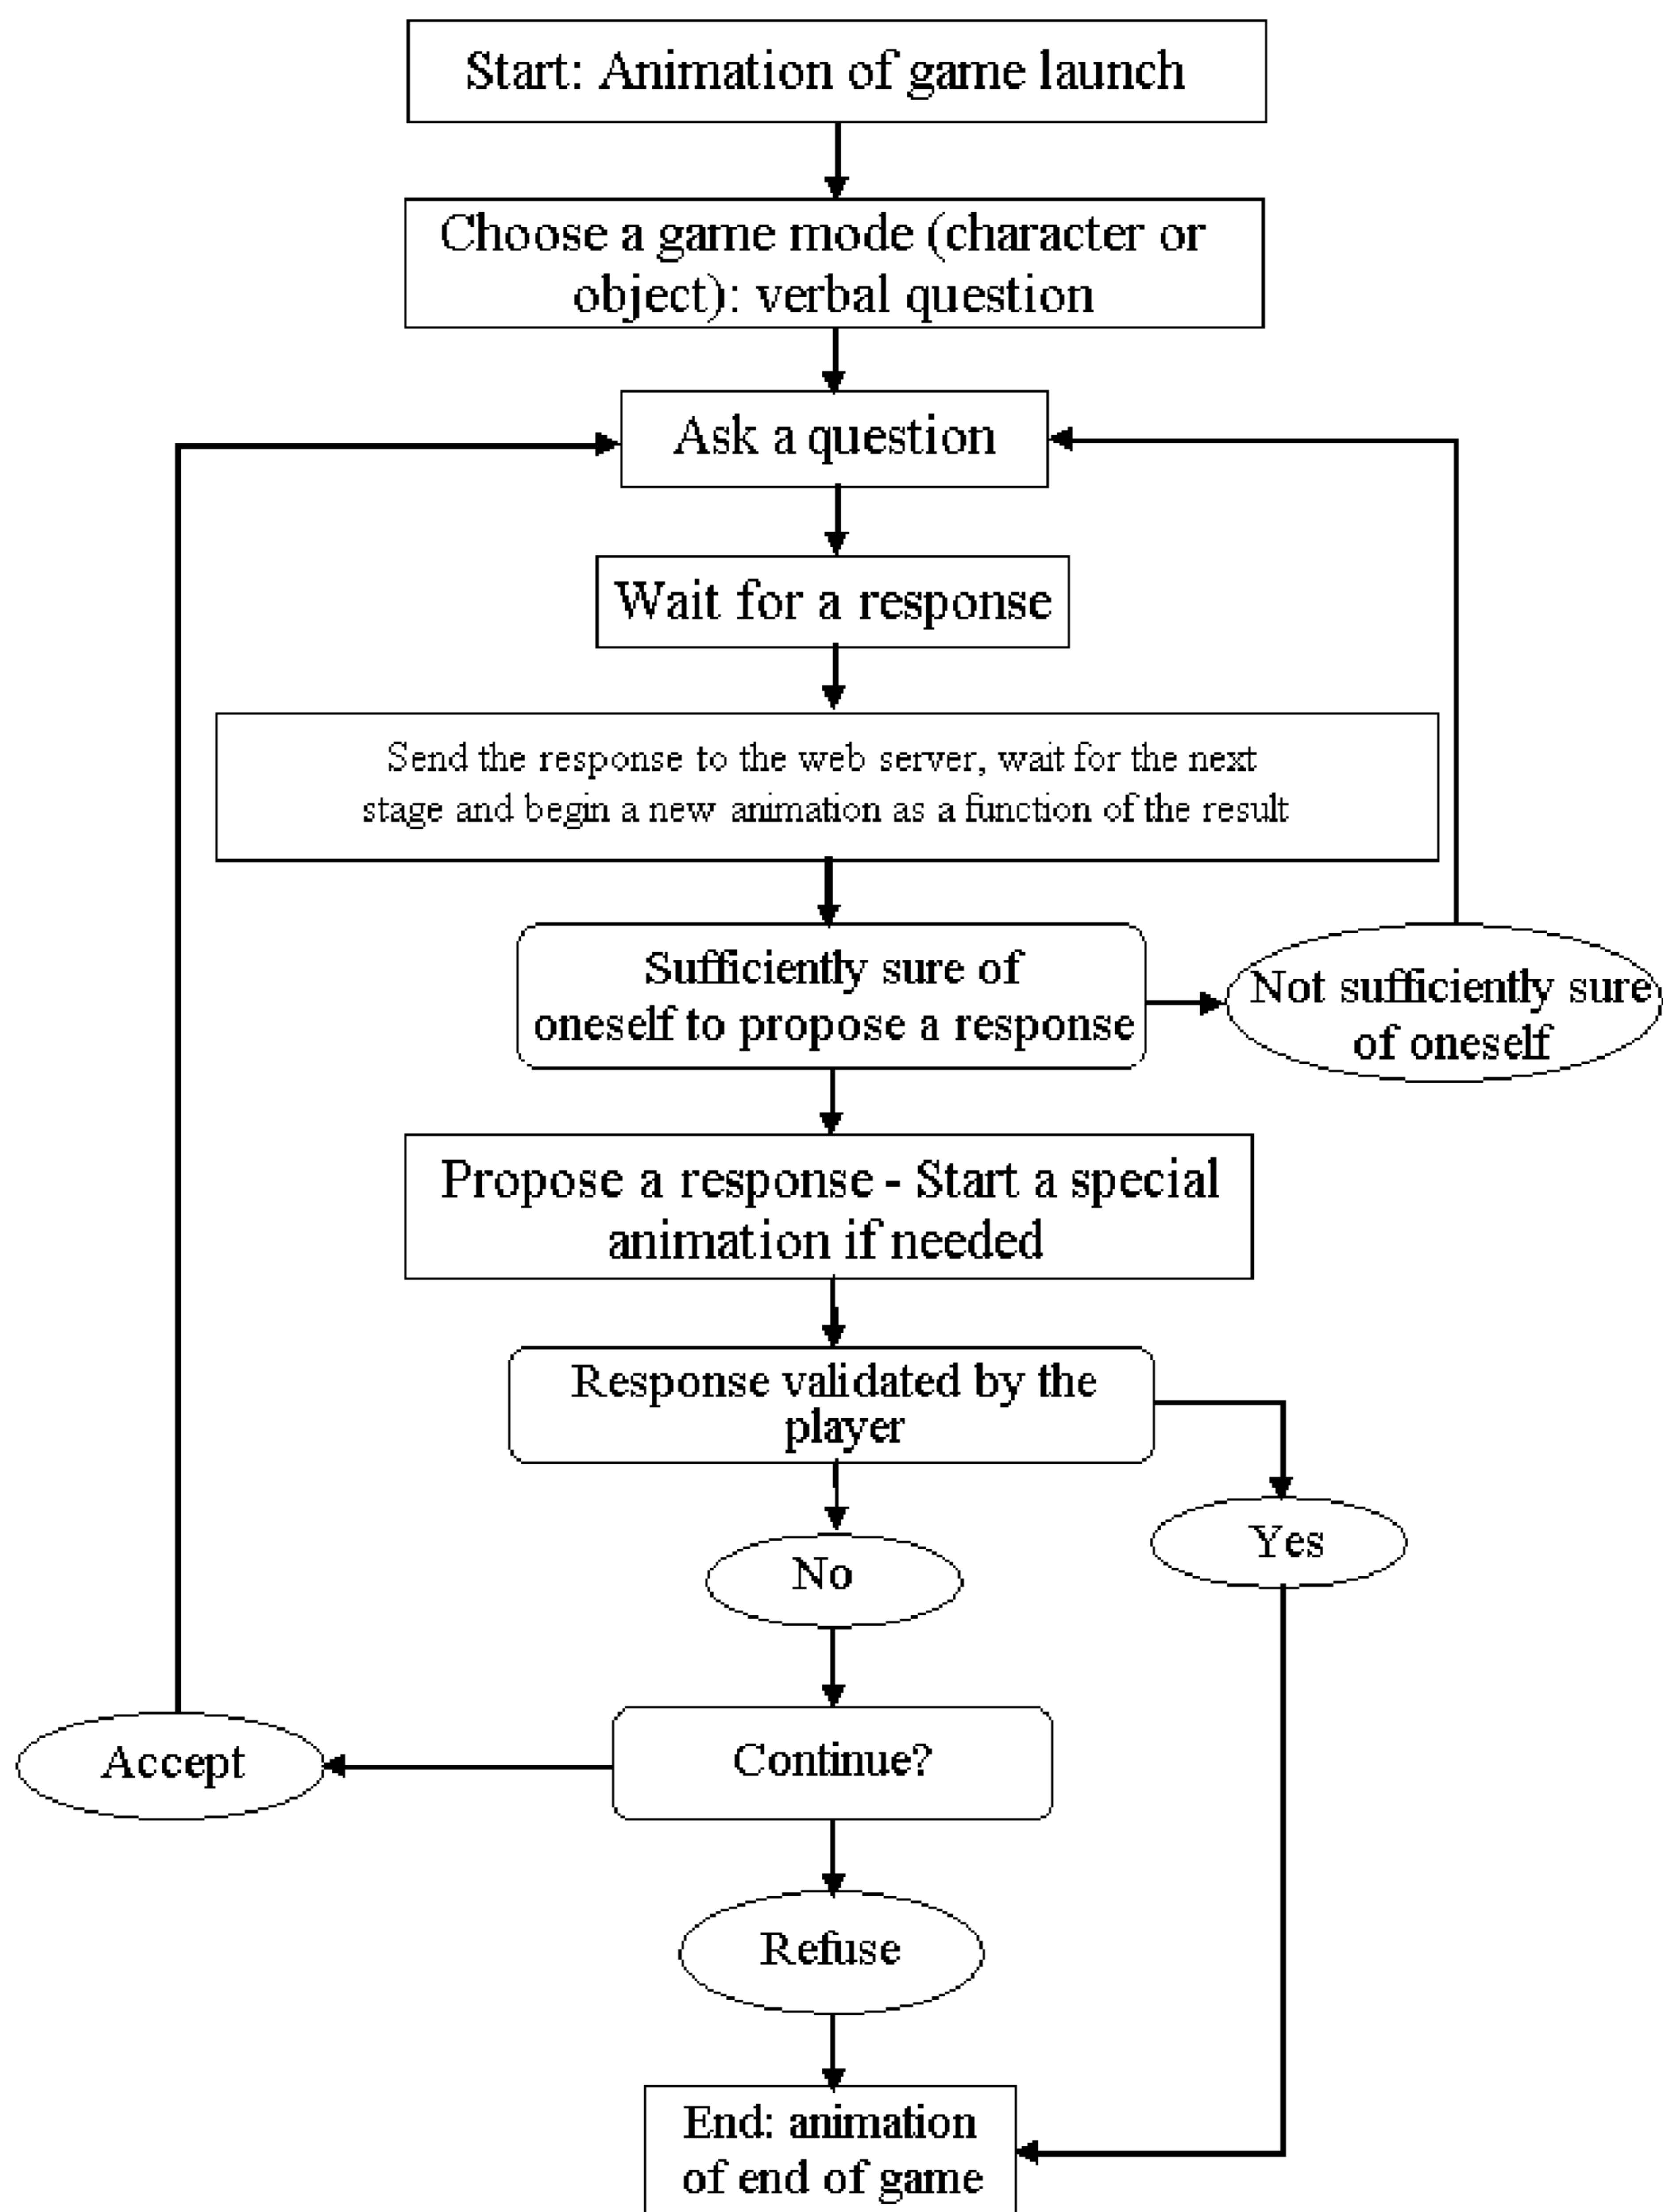 Start: Animation of game launch
Choose a game mode (character or
object): verbal question
Ask a question
Wait for a response
Send the response to the web server, wait for the next
stage and begin a new animation as a function of the result
Sufficiently sure of
oneself to propose a response
Not sufficiently sure
of oneself
Propose a response - Start a special
animation if needed
Response validated by the
player
Yes
No
Accept
Continue?
Refuse
End: animation
of end of game